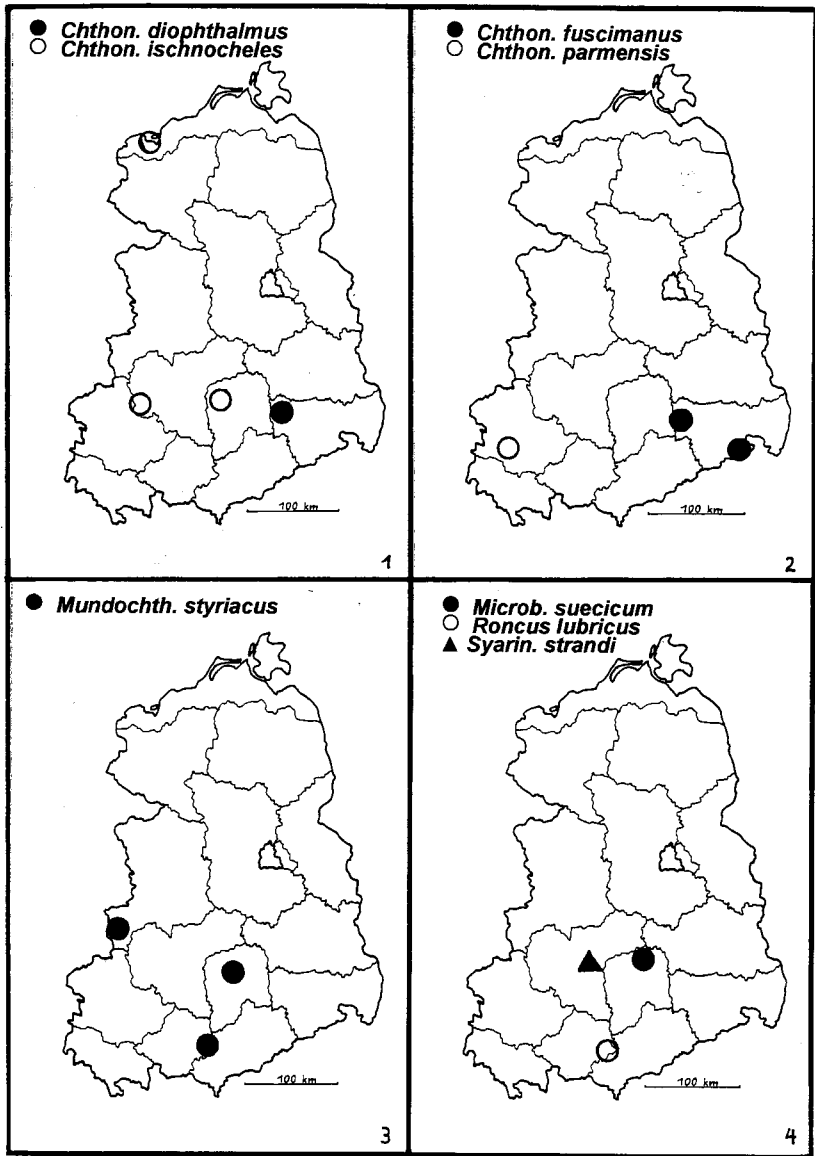 ● Chthon. diophthalmus
○ Chthon. ischnocheles
100 km
1
● Chthon. fuscimanus
○ Chthon. parmensis
100 km
2
● Mundochth. styriacus
100 km
3
● Microb. suecicum
○ Roncus lubricus
▲ Syarin. strandi
100 km
4